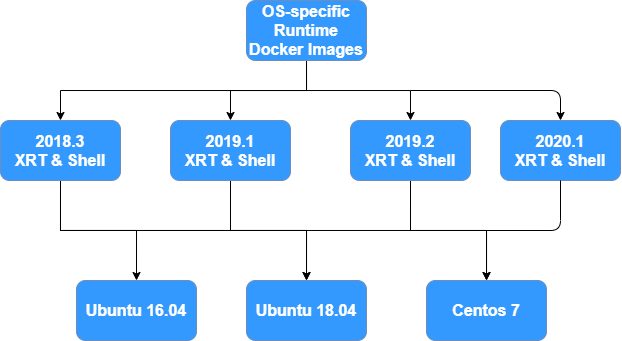 OS-specific
Runtime
Docker Images
2018.3
XRT & Shell
2019.1
XRT & Shell
2019.2
XRT & Shell
2020.1
XRT & Shell
Ubuntu 16.04
Ubuntu 18.04
Centos 7